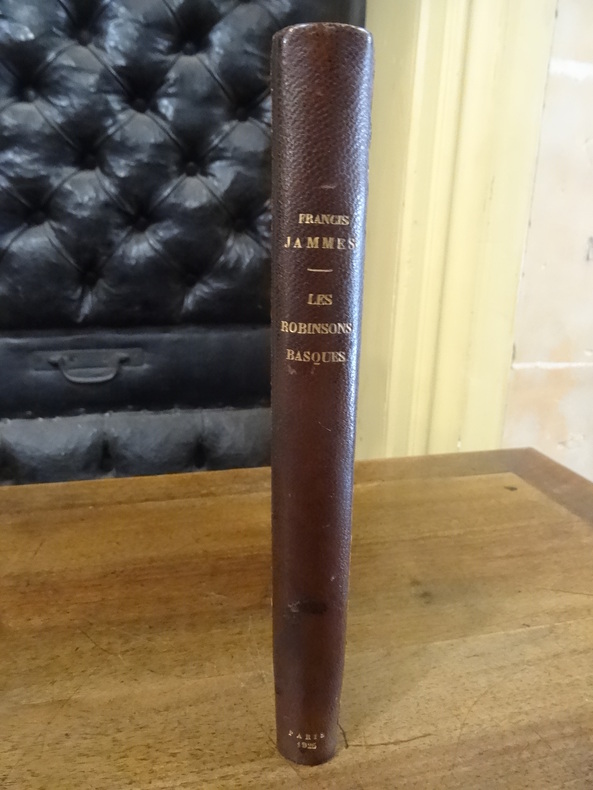 FRANCIS
JAMMES
LES
ROBINSONS
BASQUES
PARIS
1925